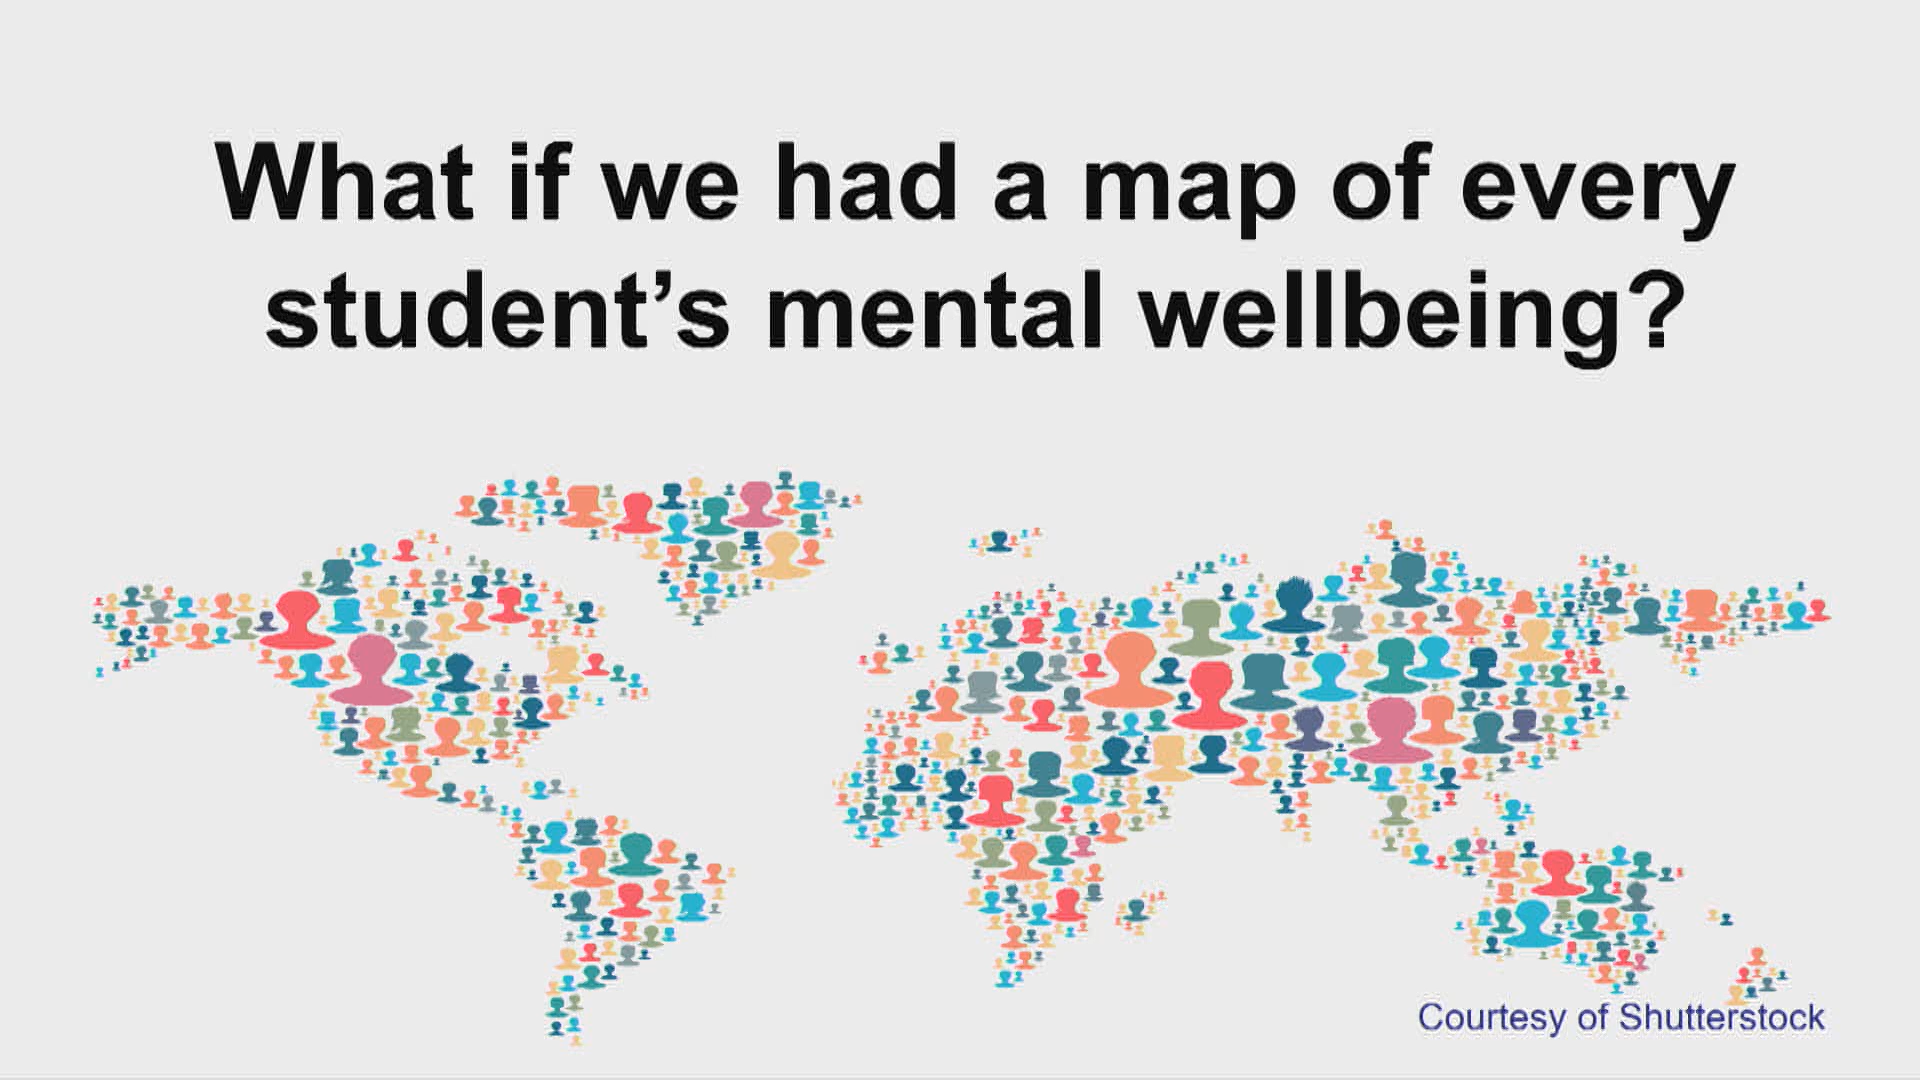 What if we had a map of every
student’s mental wellbeing?
Courtesy of Shutterstock